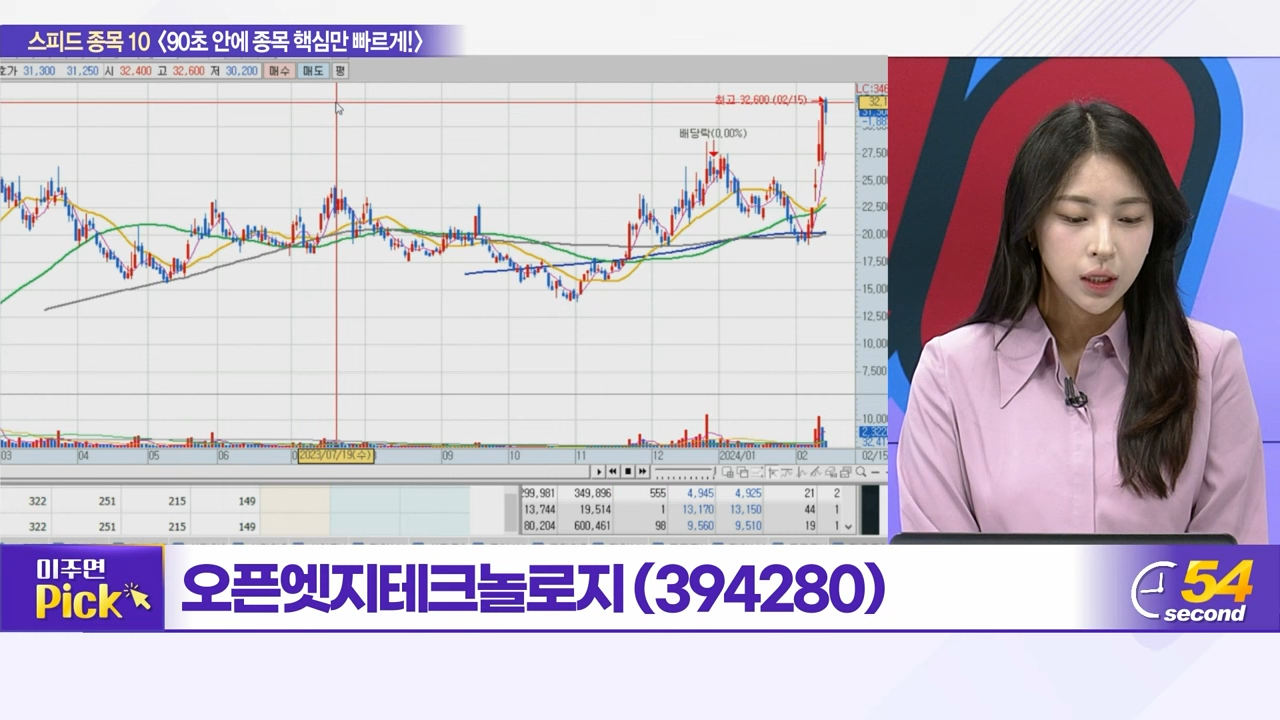 스피드 종목 10 〈90초 안에 종목 핵심만 빠르게!〉
호가 31,300 31,250 시 32,400 고 32,600 저 30,200 매수 매도 평
최고 32,600 (02/15)
배당락(0.00%)
27,500
25,000
22,500
20,000
17,500
15,000
12,500
10,000
7,500
10,000
03 04 05 06 2023/07/19(수) 09 10 11 12 2024/01 02 02/15
322 251 215 149
322 251 215 149
299,981 349,896 555 4,945 4,925 21 2
13,744 19,514 1 13,170 13,150 44 1
80,204 600,461 98 9,560 9,510 19 1
미주면
Pick
오픈엣지테크놀로지 (394280)
54
second